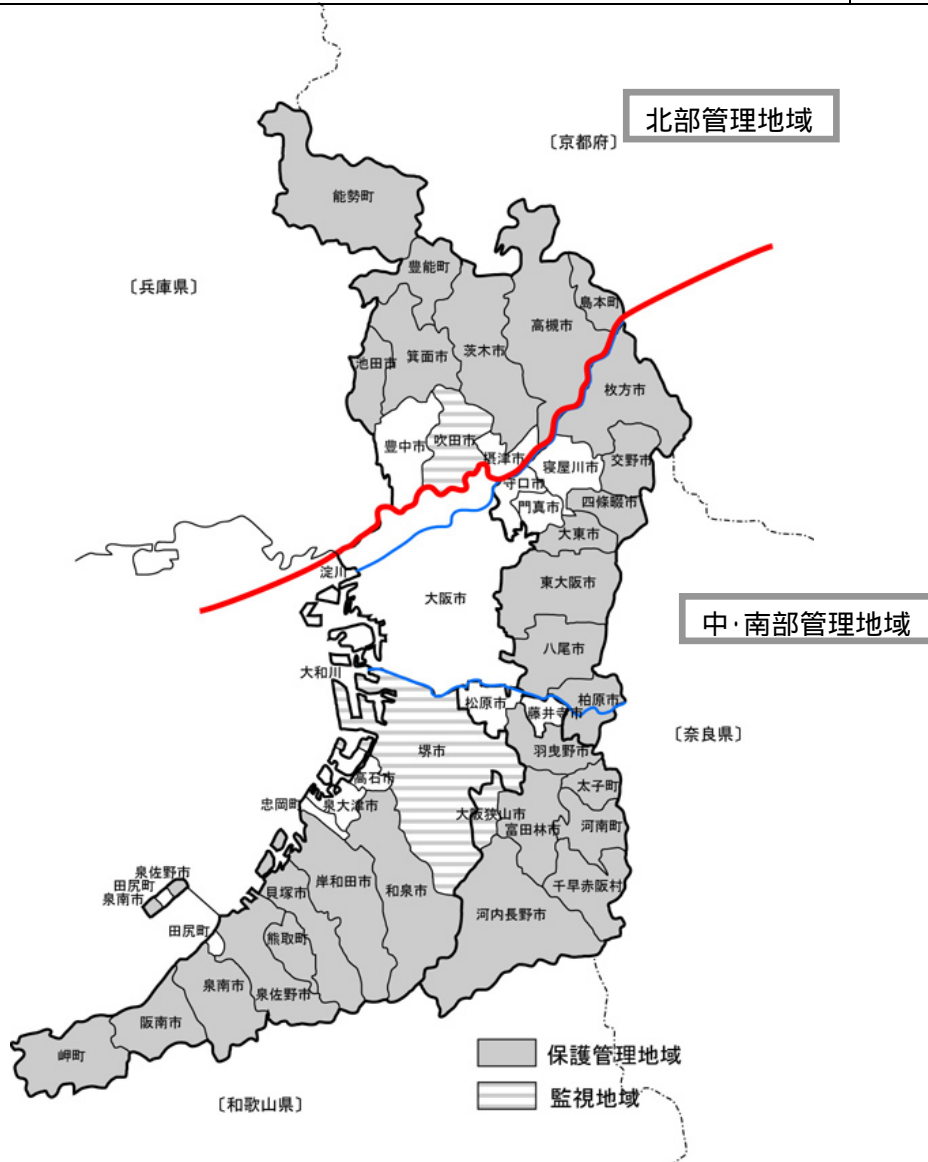 北部管理地域
〔京都府〕
能勢町
豊能町
〔兵庫県〕
島本町
高槻市
茨木市
箕面市
池田市
枚方市
吹田市
豊中市
摂津市
交野市
寝屋川市
守口市
四條畷市
門真市
大東市
淀川
東大阪市
大阪市
中・南部管理地域
八尾市
大和川
柏原市
松原市
藤井寺市
〔奈良県〕
堺市
羽曳野市
高石市
太子町
忠岡町
泉大津市
大阪狭山市
富田林市
河南町
泉佐野市
田尻町
泉南市
岸和田市
和泉市
千早赤阪村
貝塚市
河内長野市
田尻町
熊取町
泉南市
泉佐野市
阪南市
岬町
保護管理地域
監視地域
〔和歌山県〕